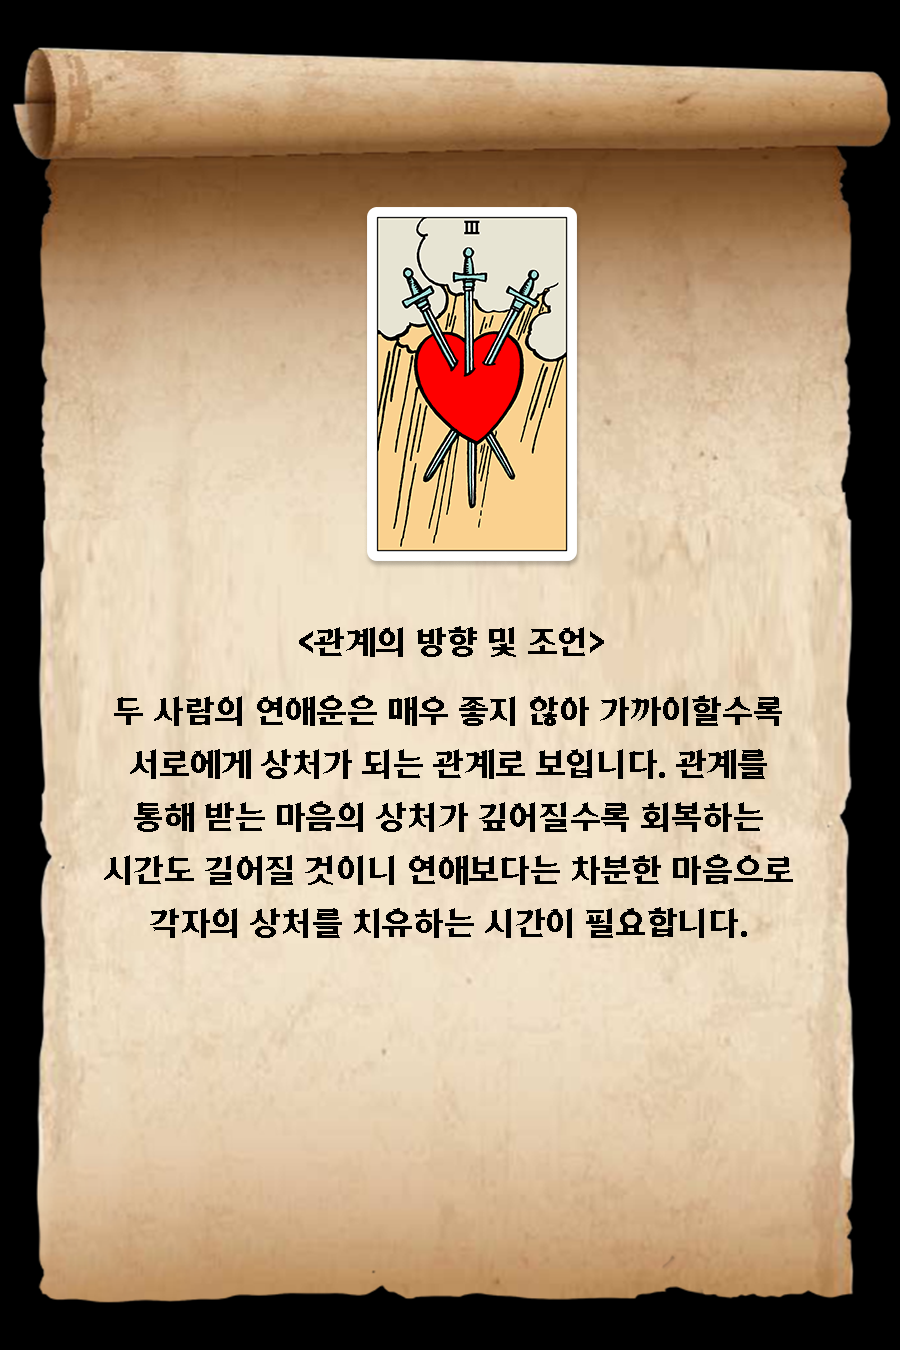 III
<관계의 방향 및 조언>
두 사람의 연애운은 매우 좋지 않아 가까이할수록
서로에게 상처가 되는 관계로 보입니다. 관계를
통해 받는 마음의 상처가 깊어질수록 회복하는
시간도 길어질 것이니 연애보다는 차분한 마음으로
각자의 상처를 치유하는 시간이 필요합니다.